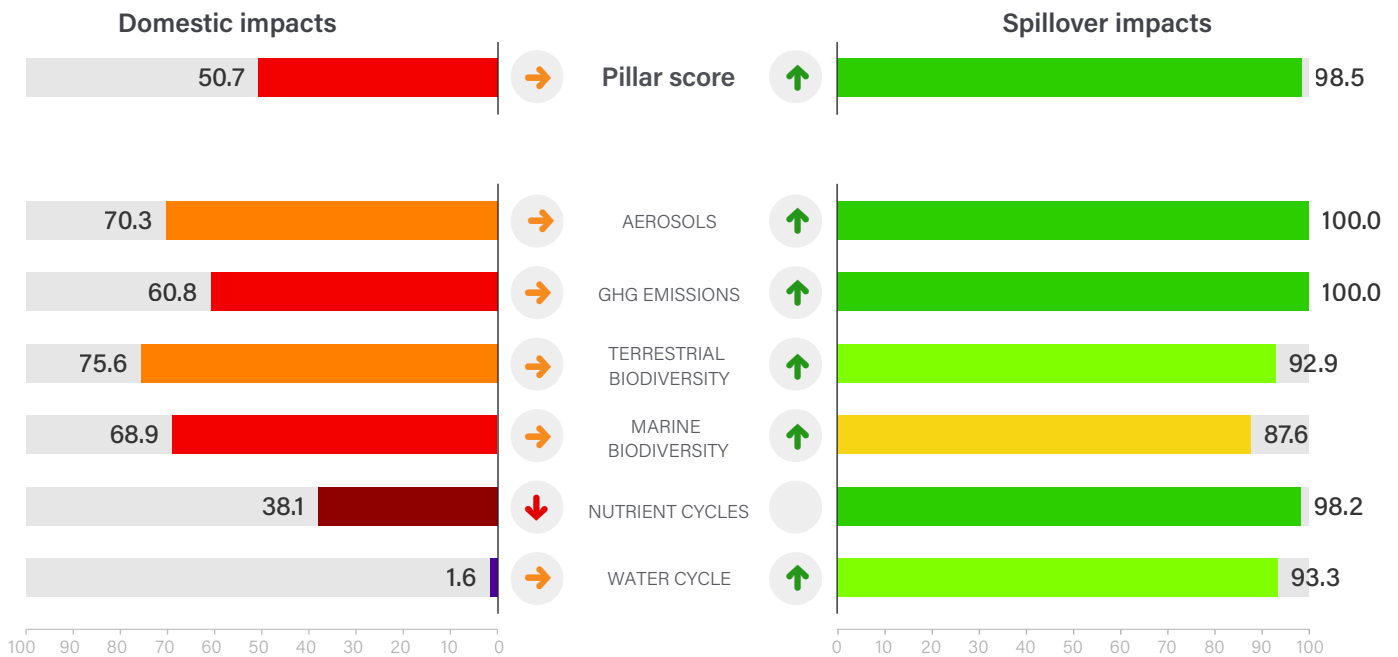 Domestic impacts
Spillover impacts
50.7
Pillar score
98.5
70.3
AEROSOLS
100.0
60.8
GHG EMISSIONS
100.0
75.6
TERRESTRIAL
BIODIVERSITY
92.9
68.9
MARINE
BIODIVERSITY
87.6
38.1
NUTRIENT CYCLES
98.2
1.6
WATER CYCLE
93.3
100 90 80 70 60 50 40 30 20 10 0
0 10 20 30 40 50 60 70 80 90 100